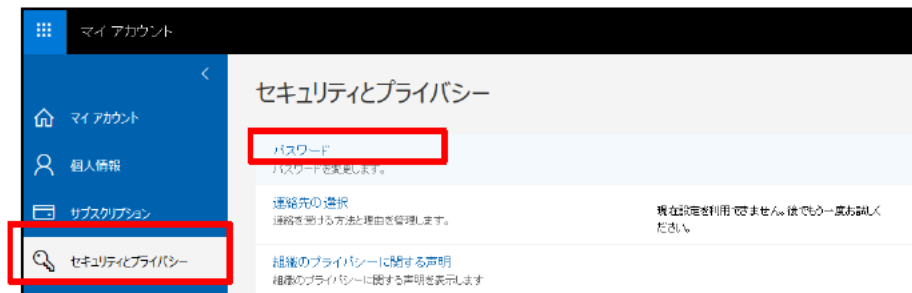 マイ アカウント
セキュリティとプライバシー
マイ アカウント
個人情報
サブスクリプション
セキュリティとプライバシー
パスワード
パスワードを変更します。
連絡先の選択
連絡を受ける方法と理由を管理します。
現在設定を利用できません。後でもう一度お試しく
ださい。
組織のプライバシーに関する声明
組織のプライバシーに関する声明を表示します